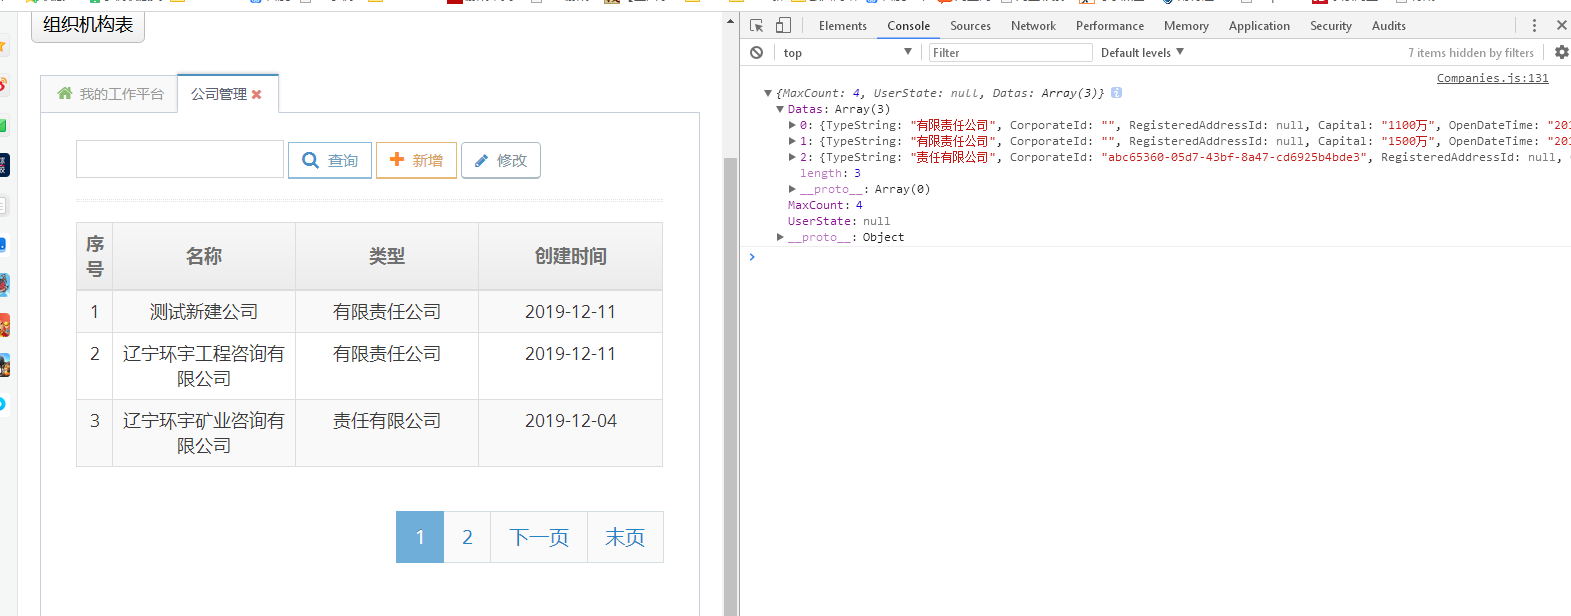 组织机构表
我的工作平台
公司管理
查询
新增
修改
序号 名称 类型 创建时间
1 测试新建公司 有限责任公司 2019-12-11
2 辽宁环宇工程咨询有限公司 有限责任公司 2019-12-11
3 辽宁环宇矿业咨询有限公司 责任有限公司 2019-12-04
1 2 下一页 末页
Elements Console Sources Network Performance Memory Application Security Audits
top Filter Default levels 7 items hidden by filters
Companies.js:131
{MaxCount: 4, UserState: null, Datas: Array(3)}
Datas: Array(3)
0: {TypeString: "有限责任公司", CorporateId: "", RegisteredAddressId: null, Capital: "1100万", OpenDateTime: "201
1: {TypeString: "有限责任公司", CorporateId: "", RegisteredAddressId: null, Capital: "1500万", OpenDateTime: "201
2: {TypeString: "责任有限公司", CorporateId: "abc65360-05d7-43bf-8a47-cd6925b4bde3", RegisteredAddressId: null,
length: 3
__proto__: Array(0)
MaxCount: 4
UserState: null
__proto__: Object